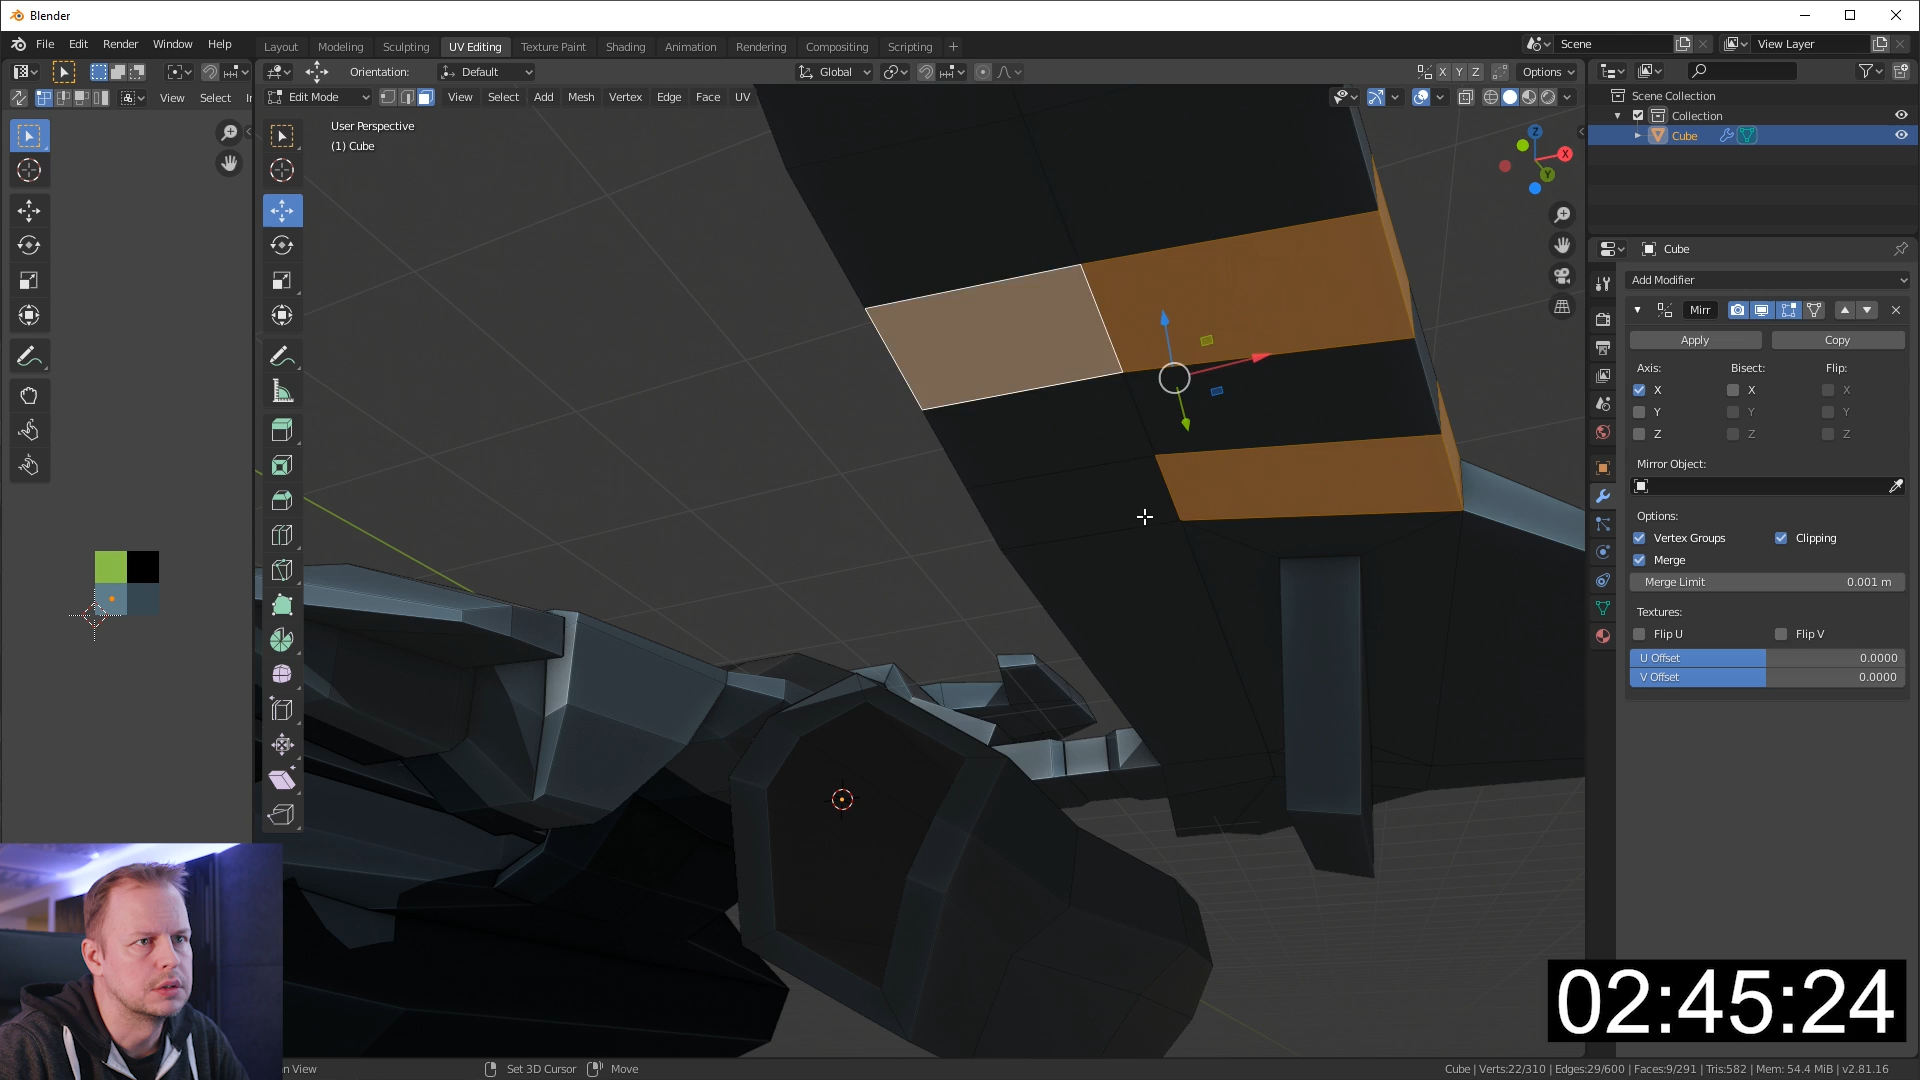 Blender
File Edit Render Window Help
Layout Modeling Sculpting UV Editing Texture Paint Shading Animation Rendering Compositing Scripting +
Scene
View Layer
Orientation: Default
Global
X Y Z
Options
View Select
Edit Mode
View Select Add Mesh Vertex Edge Face UV
User Perspective
(1) Cube
Z
X
Y
Scene Collection
Collection
Cube
Cube
Add Modifier
Mirr
Apply
Copy
Axis: Bisect: Flip:
X X X
Y Y Y
Z Z Z
Mirror Object:
Options:
Vertex Groups Clipping
Merge
Merge Limit 0.001 m
Textures:
Flip U Flip V
U Offset 0.0000
V Offset 0.0000
02:45:24
n View
Set 3D Cursor
Move
Cube | Verts:22/310 | Edges:29/600 | Faces:9/291 | Tris:582 | Mem: 54.4 MiB | v2.81.16